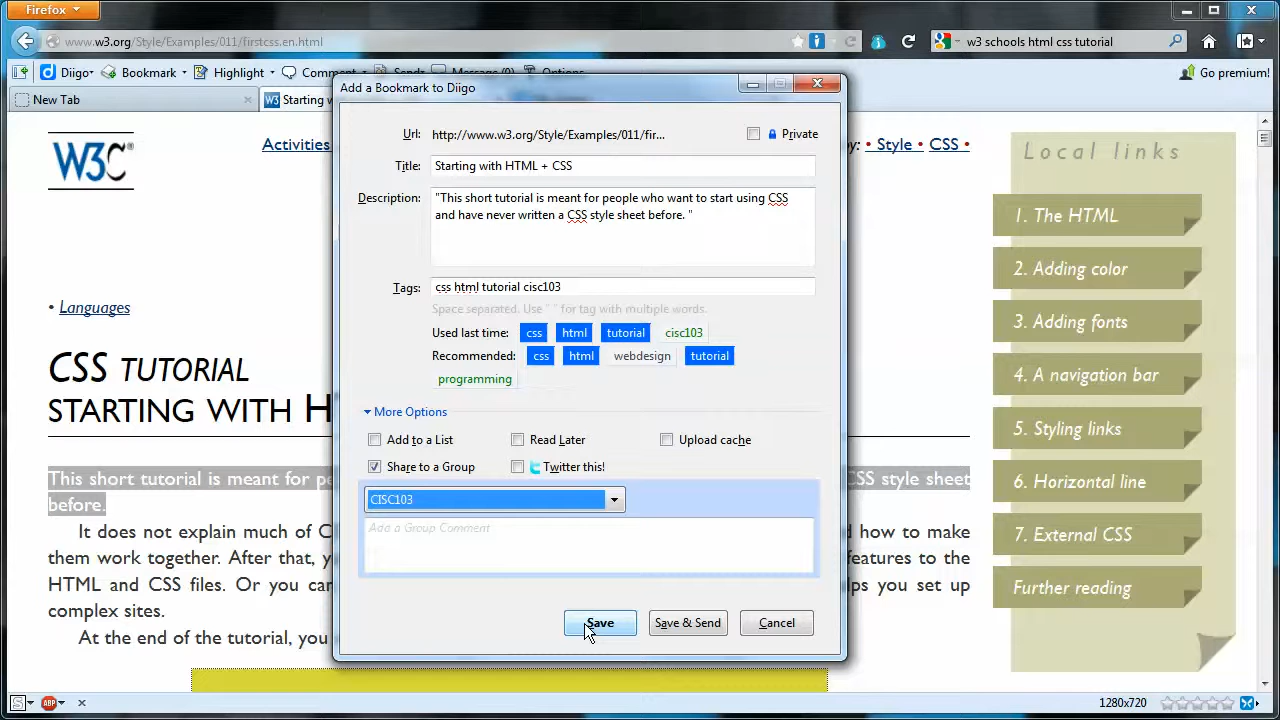 Firefox
www.w3.org/Style/Examples/011/firstcss.en.html
w3 schools html css tutorial
Diigo
Bookmark
Highlight
Comment
Send
Message (0)
Options
Go premium!
New Tab
Starting w
Add a Bookmark to Diigo
Url: http://www.w3.org/Style/Examples/011/fir...
Private
Title: Starting with HTML + CSS
Description: "This short tutorial is meant for people who want to start using CSS
and have never written a CSS style sheet before. "
Tags: css html tutorial cisc103
Space separated. Use " " for tag with multiple words.
Used last time: css html tutorial cisc103
Recommended: css html webdesign tutorial
programming
More Options
Add to a List
Read Later
Upload cache
Share to a Group
Twitter this!
CISC103
Add a Group Comment
Save
Save & Send
Cancel
W3C®
Activities
by: • Style • CSS •
• Languages
CSS TUTORIAL
STARTING WITH H
This short tutorial is meant for pe
CSS style sheet
before.
It does not explain much of C
d how to make
them work together. After that, y
features to the
HTML and CSS files. Or you can
ps you set up
complex sites.
At the end of the tutorial, you
Local links
1. The HTML
2. Adding color
3. Adding fonts
4. A navigation bar
5. Styling links
6. Horizontal line
7. External CSS
Further reading
S
ABP
1280x720